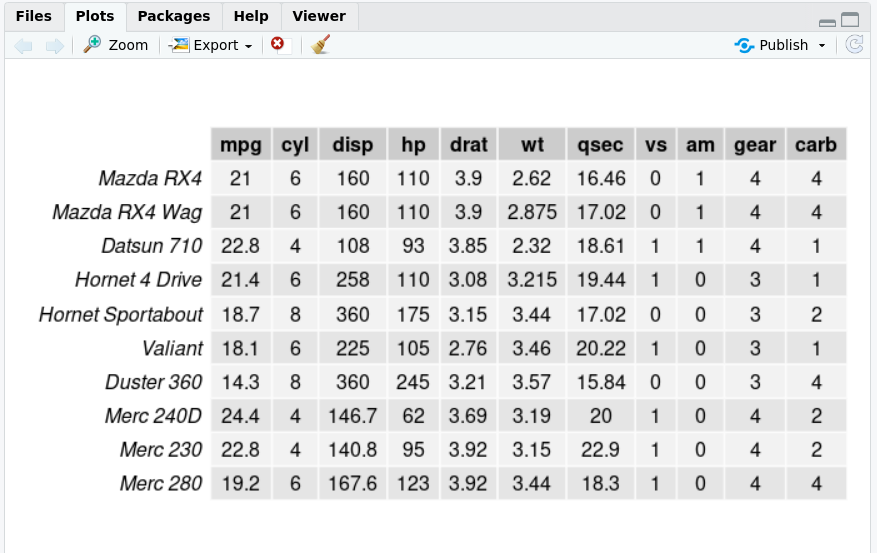 Files Plots Packages Help Viewer
Zoom Export Publish
mpg cyl disp hp drat wt qsec vs am gear carb
Mazda RX4 21 6 160 110 3.9 2.62 16.46 0 1 4 4
Mazda RX4 Wag 21 6 160 110 3.9 2.875 17.02 0 1 4 4
Datsun 710 22.8 4 108 93 3.85 2.32 18.61 1 1 4 1
Hornet 4 Drive 21.4 6 258 110 3.08 3.215 19.44 1 0 3 1
Hornet Sportabout 18.7 8 360 175 3.15 3.44 17.02 0 0 3 2
Valiant 18.1 6 225 105 2.76 3.46 20.22 1 0 3 1
Duster 360 14.3 8 360 245 3.21 3.57 15.84 0 0 3 4
Merc 240D 24.4 4 146.7 62 3.69 3.19 20 1 0 4 2
Merc 230 22.8 4 140.8 95 3.92 3.15 22.9 1 0 4 2
Merc 280 19.2 6 167.6 123 3.92 3.44 18.3 1 0 4 4